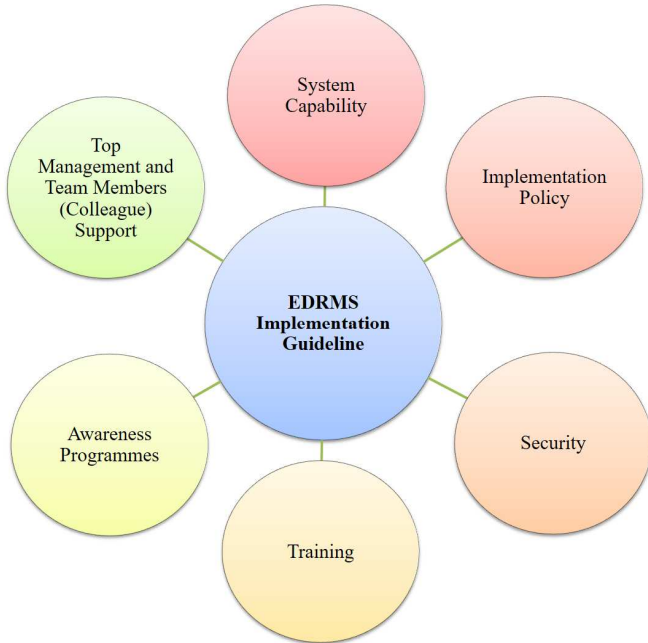 System
Capability
Top
Management and
Team Members
(Colleague)
Support
Implementation
Policy
EDRMS
Implementation
Guideline
Awareness
Programmes
Security
Training